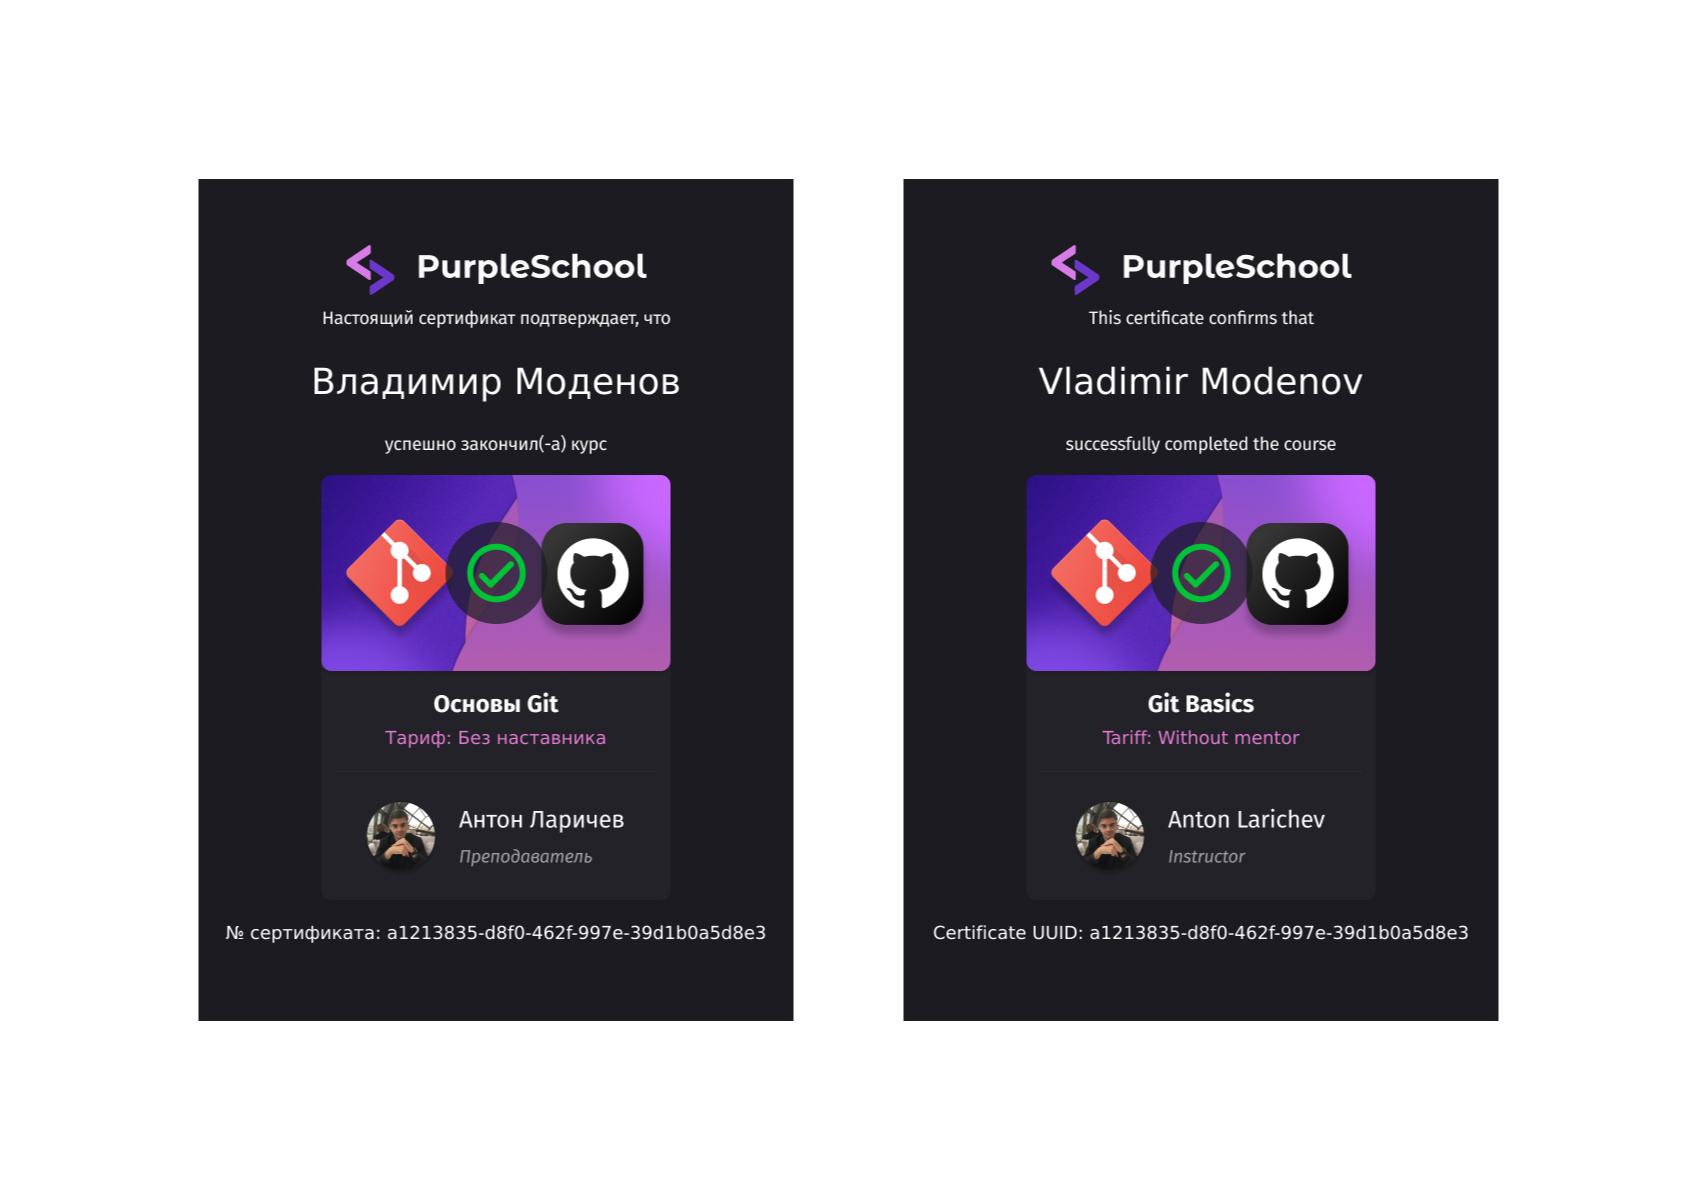 PurpleSchool
Настоящий сертификат подтверждает, что
Владимир Моденов
успешно закончил(-а) курс
Основы Git
Тариф: Без наставника
Антон Ларичев
Преподаватель
№ сертификата: a1213835-d8f0-462f-997e-39d1b0a5d8e3
PurpleSchool
This certificate confirms that
Vladimir Modenov
successfully completed the course
Git Basics
Tariff: Without mentor
Anton Larichev
Instructor
Certificate UUID: a1213835-d8f0-462f-997e-39d1b0a5d8e3